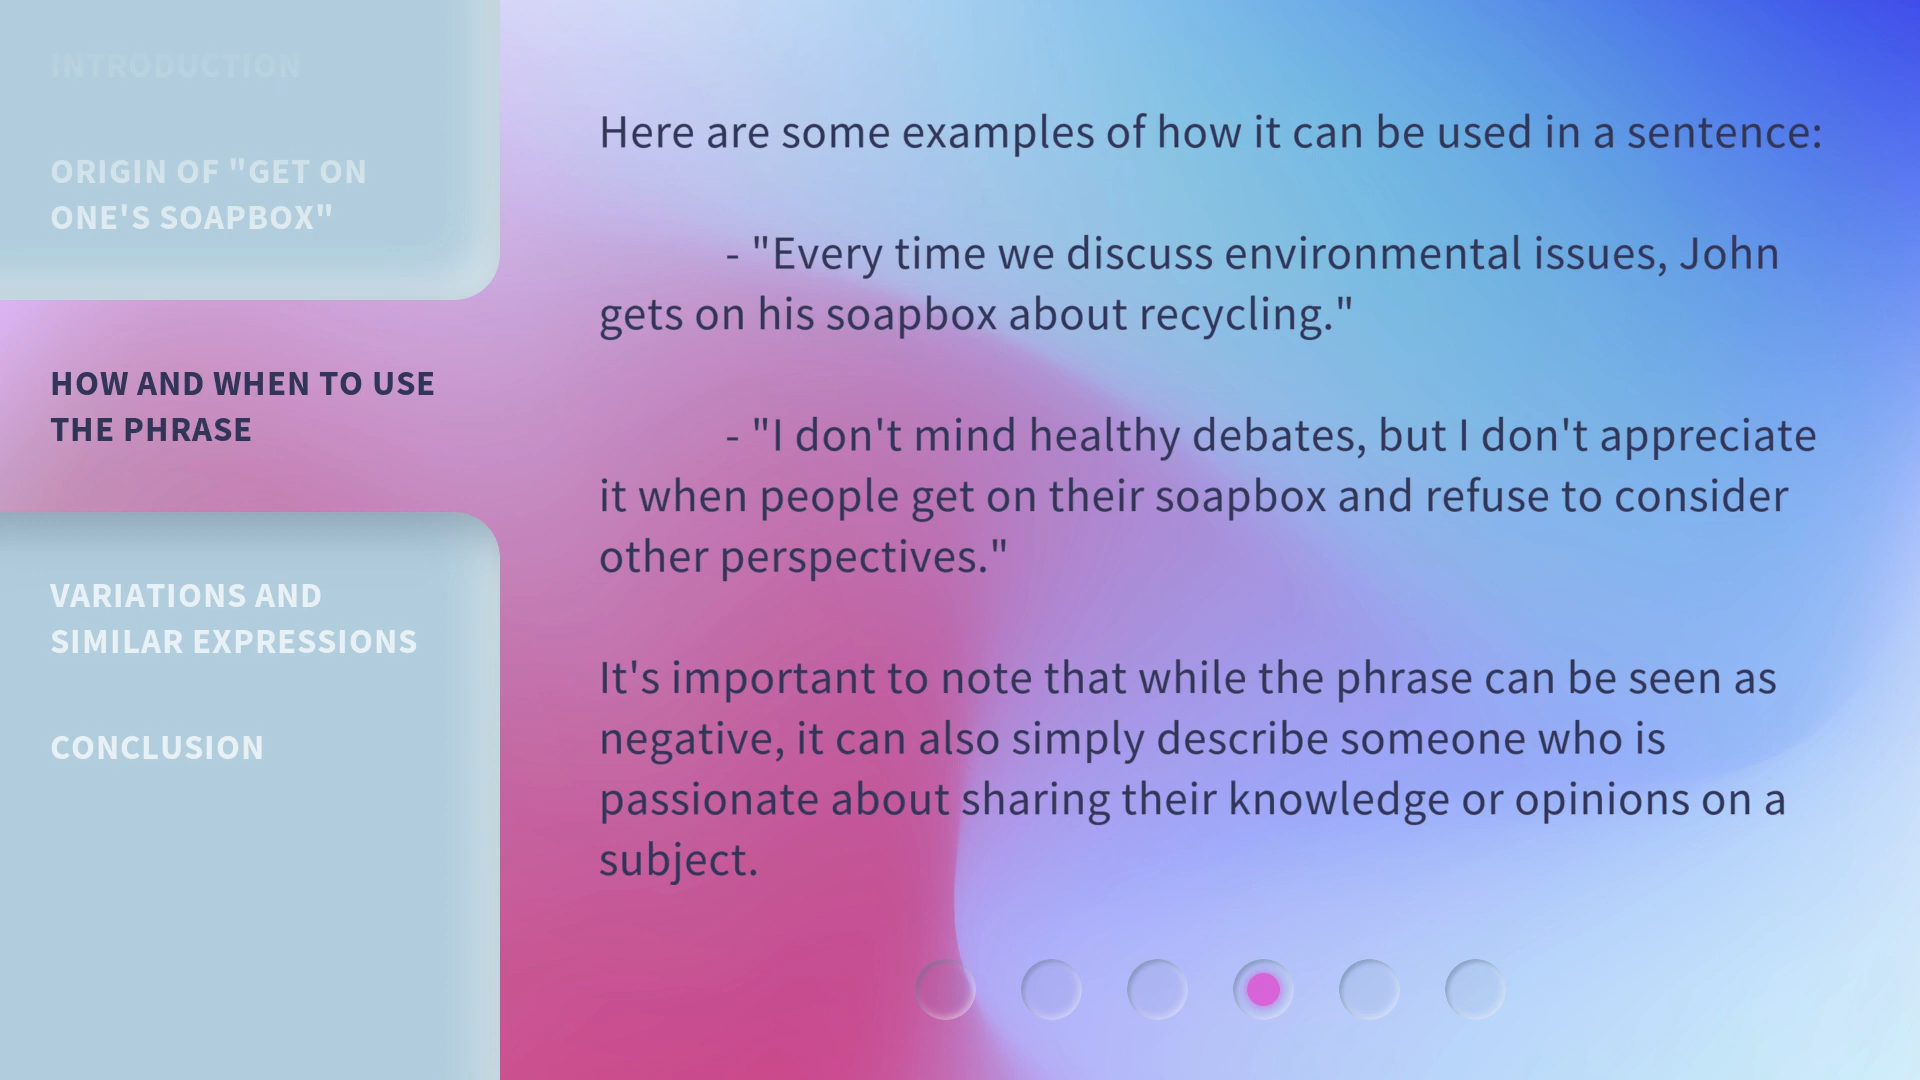 INTRODUCTION
ORIGIN OF "GET ON
ONE'S SOAPBOX"
HOW AND WHEN TO USE
THE PHRASE
VARIATIONS AND
SIMILAR EXPRESSIONS
CONCLUSION
Here are some examples of how it can be used in a sentence:
- "Every time we discuss environmental issues, John
gets on his soapbox about recycling."
- "I don't mind healthy debates, but I don't appreciate
it when people get on their soapbox and refuse to consider
other perspectives."
It's important to note that while the phrase can be seen as
negative, it can also simply describe someone who is
passionate about sharing their knowledge or opinions on a
subject.